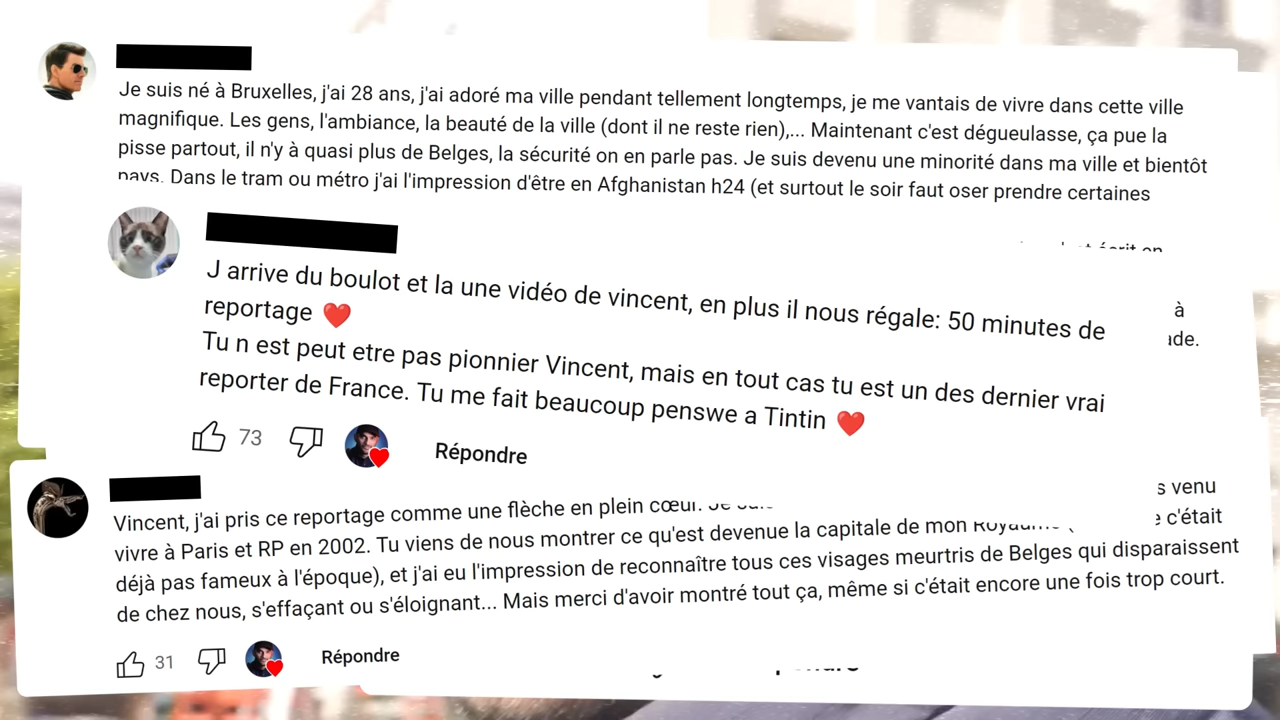 Je suis né à Bruxelles, j'ai 28 ans, j'ai adoré ma ville pendant tellement longtemps, je me vantais de vivre dans cette ville
magnifique. Les gens, l'ambiance, la beauté de la ville (dont il ne reste rien),... Maintenant c'est dégueulasse, ça pue la
pisse partout, il n'y à quasi plus de Belges, la sécurité on en parle pas. Je suis devenu une minorité dans ma ville et bientôt
pays. Dans le tram ou métro j'ai l'impression d'être en Afghanistan h24 (et surtout le soir faut oser prendre certaines
écrit en
à
J arrive du boulot et la une vidéo de vincent, en plus il nous régale: 50 minutes de
reportage ❤️
Tu n est peut etre pas pionnier Vincent, mais en tout cas tu est un des dernier vrai
reporter de France. Tu me fait beaucoup penswe a Tintin ❤️
73
Répondre
Vincent, j'ai pris ce reportage comme une flèche en plein cœur. Je suis
s venu
vivre à Paris et RP en 2002. Tu viens de nous montrer ce qu'est devenue la capitale de mon Royaume (
c'était
déjà pas fameux à l'époque), et j'ai eu l'impression de reconnaître tous ces visages meurtris de Belges qui disparaissent
de chez nous, s'effaçant ou s'éloignant... Mais merci d'avoir montré tout ça, même si c'était encore une fois trop court.
31
Répondre